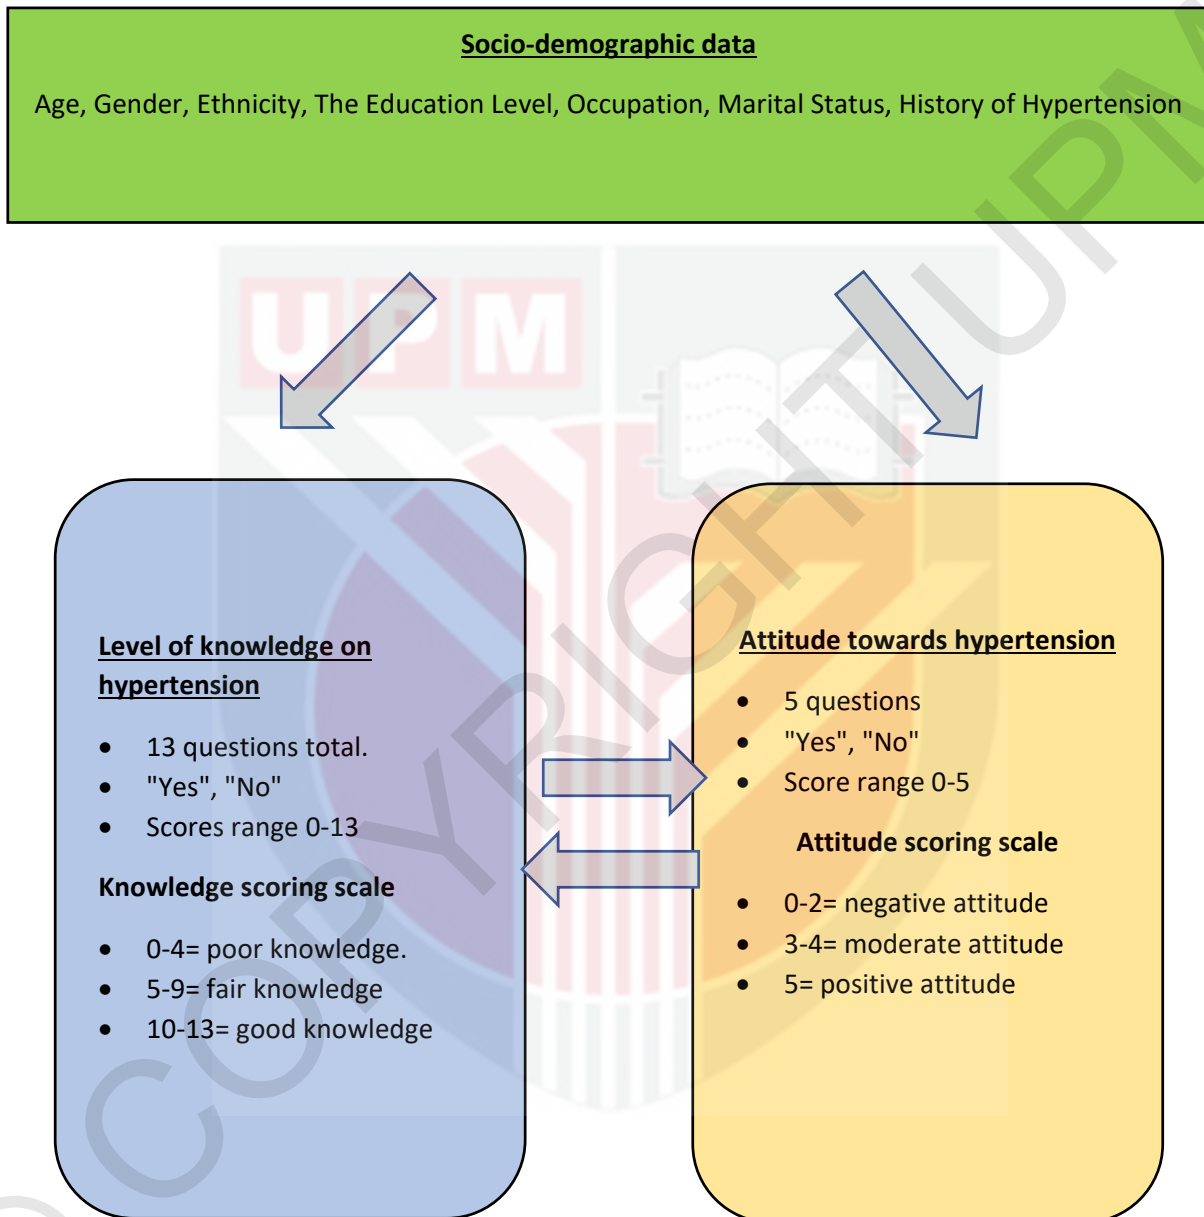 Socio-demographic data
Age, Gender, Ethnicity, The Education Level, Occupation, Marital Status, History of Hypertension
UPM
Level of knowledge on
hypertension
• 13 questions total.
• "Yes", "No"
• Scores range 0-13
Knowledge scoring scale
• 0-4= poor knowledge.
• 5-9= fair knowledge
• 10-13= good knowledge
Attitude towards hypertension
• 5 questions
• "Yes", "No"
• Score range 0-5
Attitude scoring scale
• 0-2= negative attitude
• 3-4= moderate attitude
• 5= positive attitude
COPYRIGHT UPM